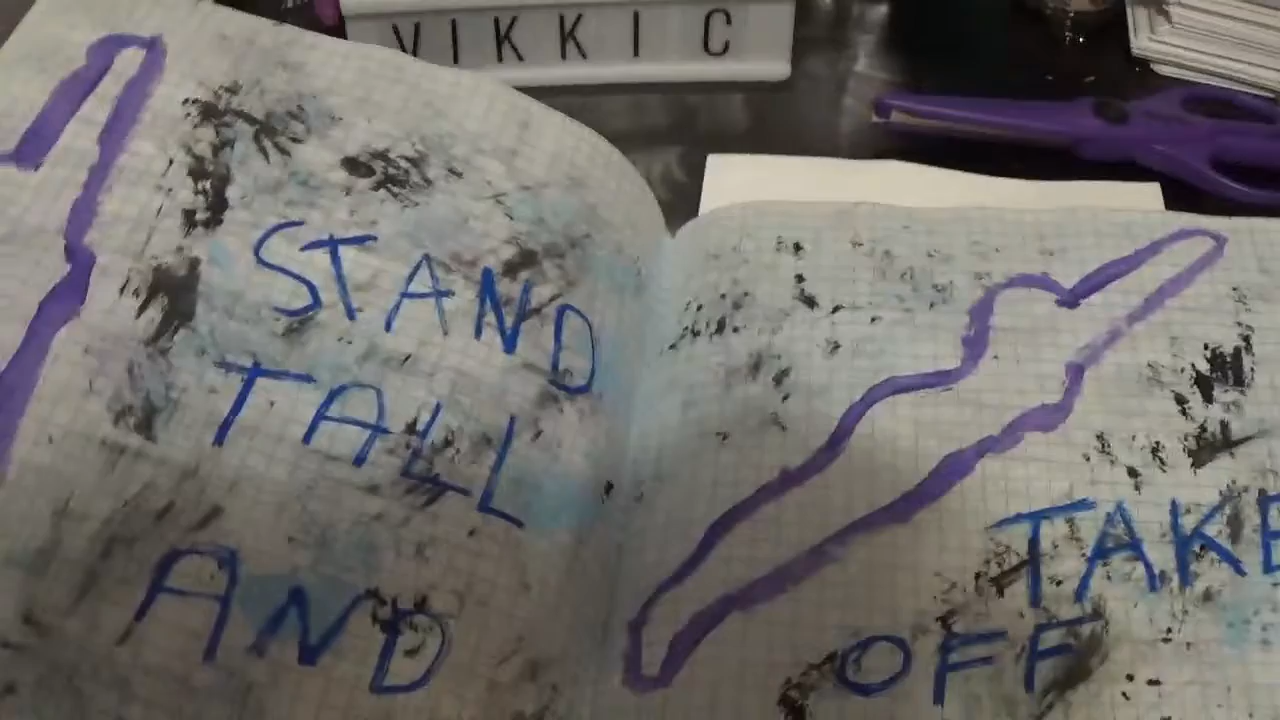 VIKKI C
STAND
TALL
AND
TAKE
OFF